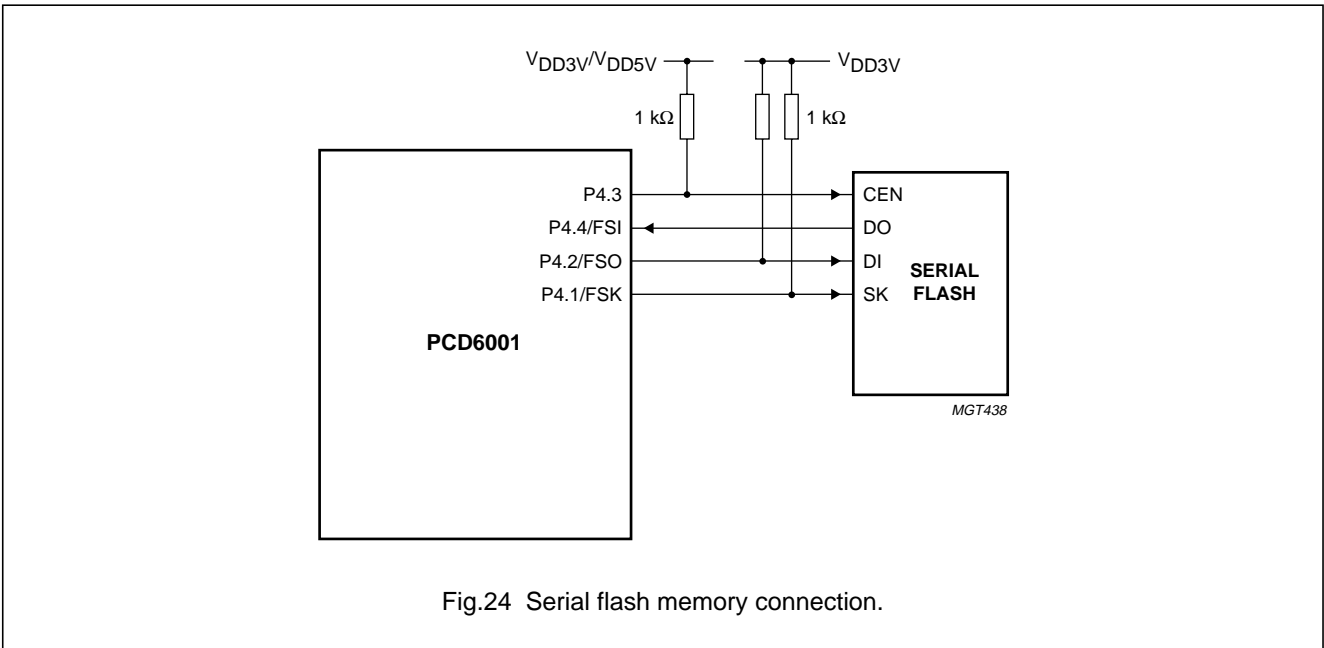 VDD3V/VDD5V
VDD3V
1 kΩ
1 kΩ
P4.3
CEN
P4.4/FSI
DO
P4.2/FSO
DI
P4.1/FSK
SK
SERIAL
FLASH
PCD6001
MGT438
Fig.24 Serial flash memory connection.